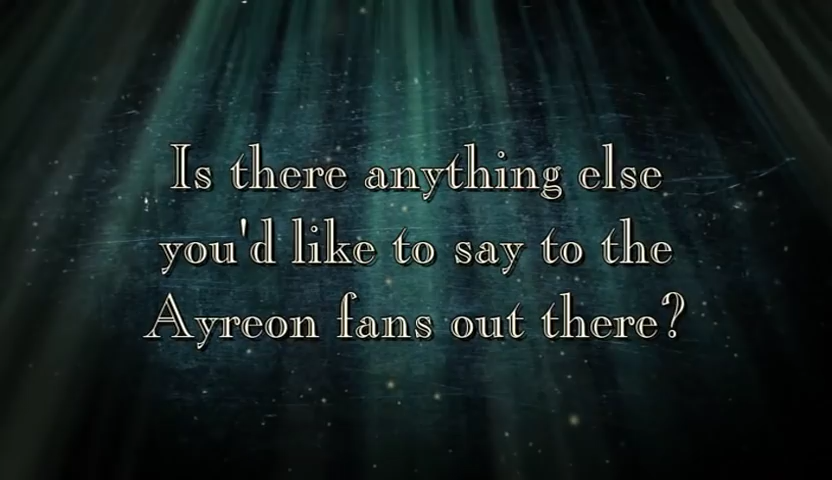 Is there anything else
you'd like to say to the
Ayreon fans out there?